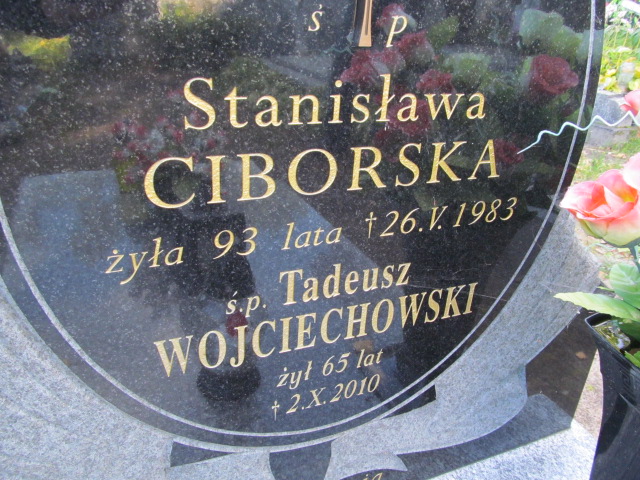 ś p
Stanisława
CIBORSKA
żyła 93 lata †26.V.1983
ś.p. Tadeusz
WOJCIECHOWSKI
żył 65 lat
†2.X.2010